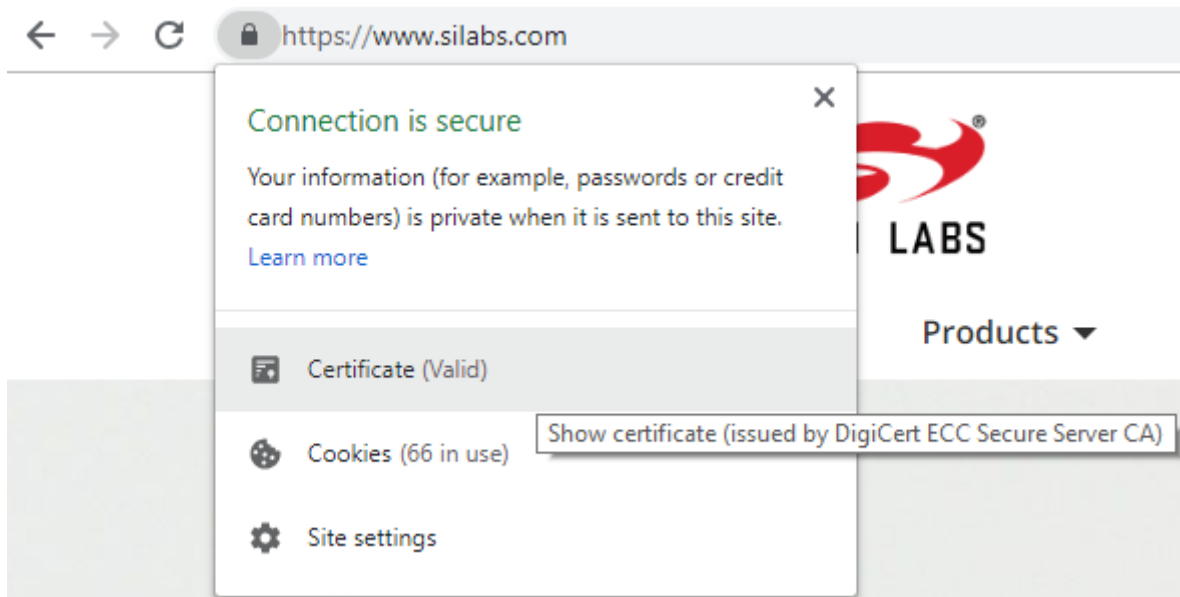 https://www.silabs.com
Connection is secure
Your information (for example, passwords or credit
card numbers) is private when it is sent to this site.
Learn more
®
LABS
Products
Certificate (Valid)
Show certificate (issued by DigiCert ECC Secure Server CA)
Cookies (66 in use)
Site settings